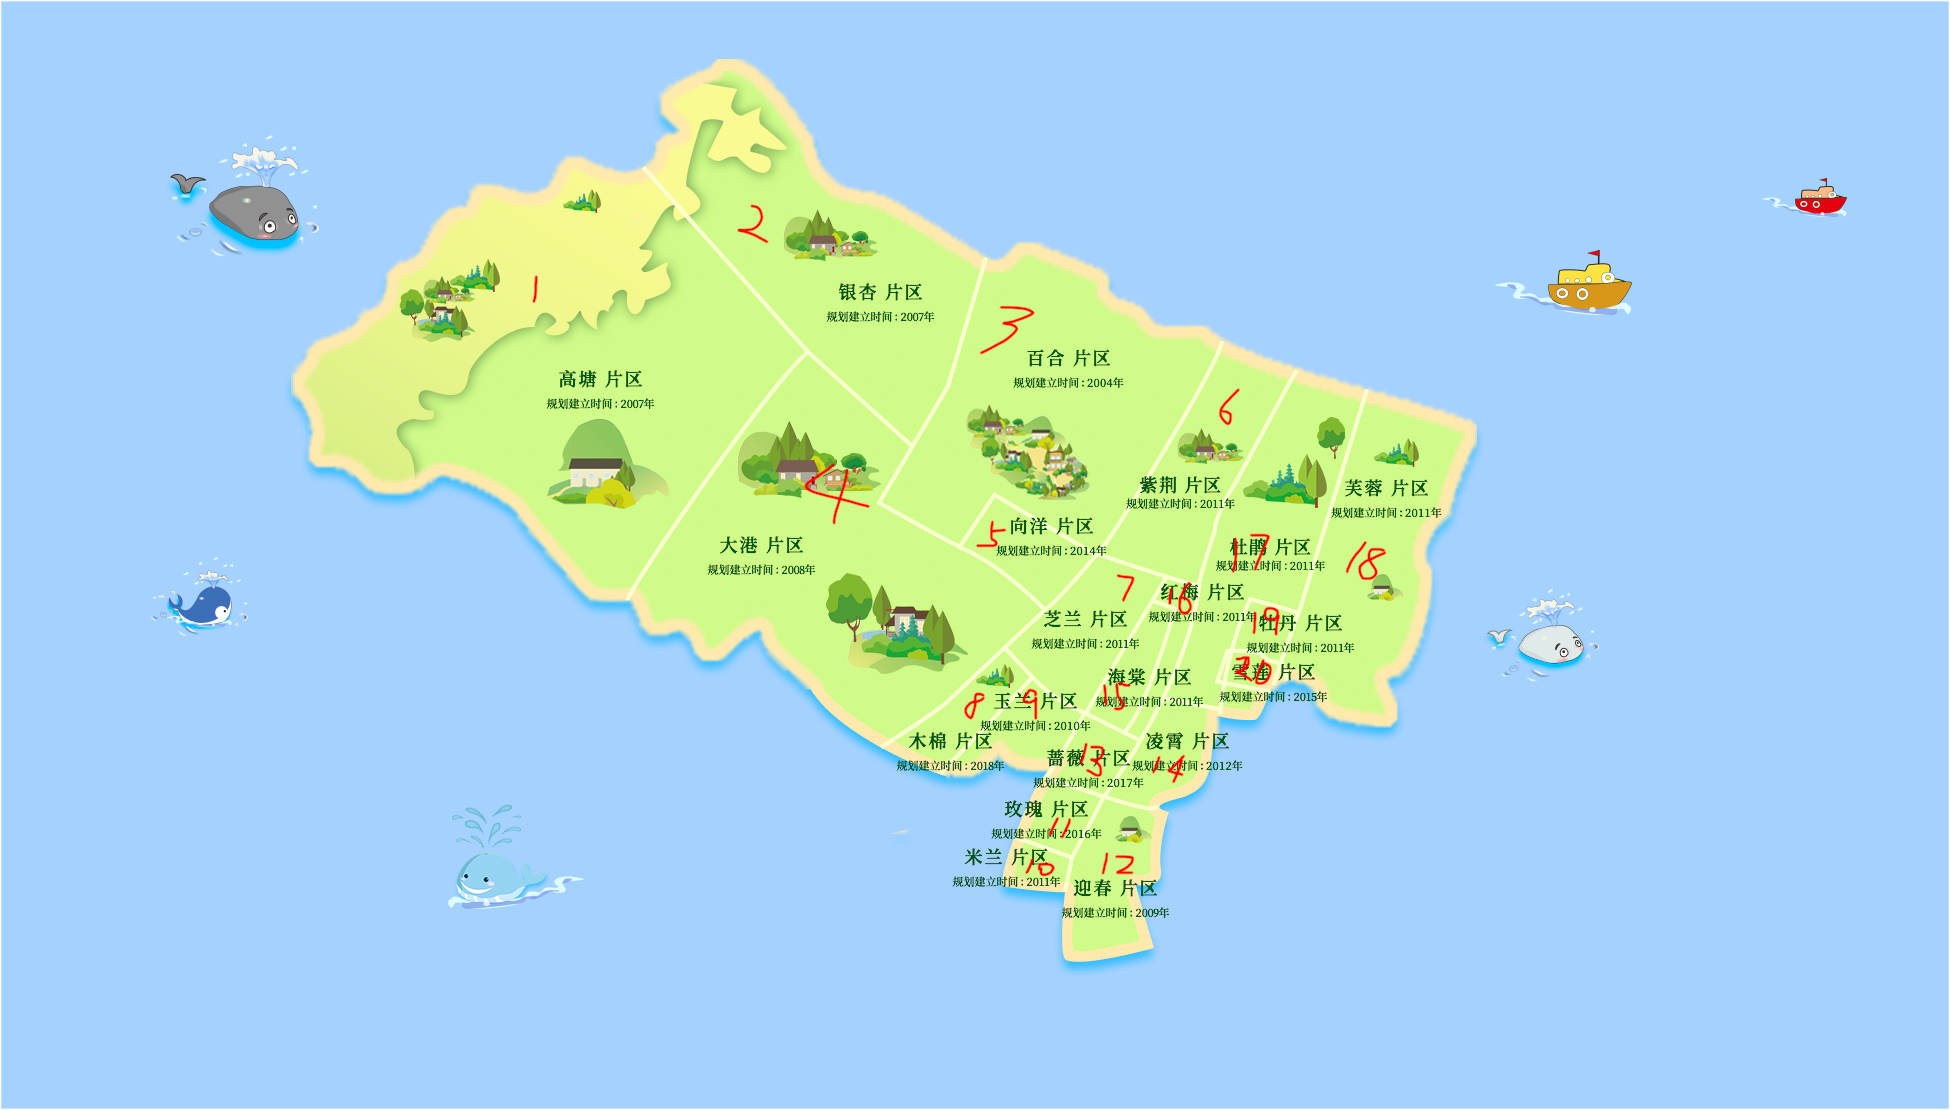 2
银杏 片区
规划建立时间 : 2007年
1
3
百合 片区
规划建立时间 : 2004年
高塘 片区
规划建立时间 : 2007年
6
4
紫荆 片区
规划建立时间 : 2011年
芙蓉 片区
规划建立时间 : 2011年
大港 片区
规划建立时间 : 2008年
5
向洋 片区
规划建立时间 : 2014年
17
杜鹃 片区
规划建立时间 : 2011年
18
7
芝兰 片区
规划建立时间 : 2011年
16
红梅 片区
规划建立时间 : 2011年
19
牡丹 片区
规划建立时间 : 2011年
20
雪莲 片区
规划建立时间 : 2015年
15
海棠 片区
规划建立时间 : 2011年
8
9
玉兰 片区
规划建立时间 : 2010年
木棉 片区
规划建立时间 : 2018年
13
蔷薇 片区
规划建立时间 : 2017年
14
凌霄 片区
规划建立时间 : 2012年
11
玫瑰 片区
规划建立时间 : 2016年
10
米兰 片区
规划建立时间 : 2011年
12
迎春 片区
规划建立时间 : 2009年